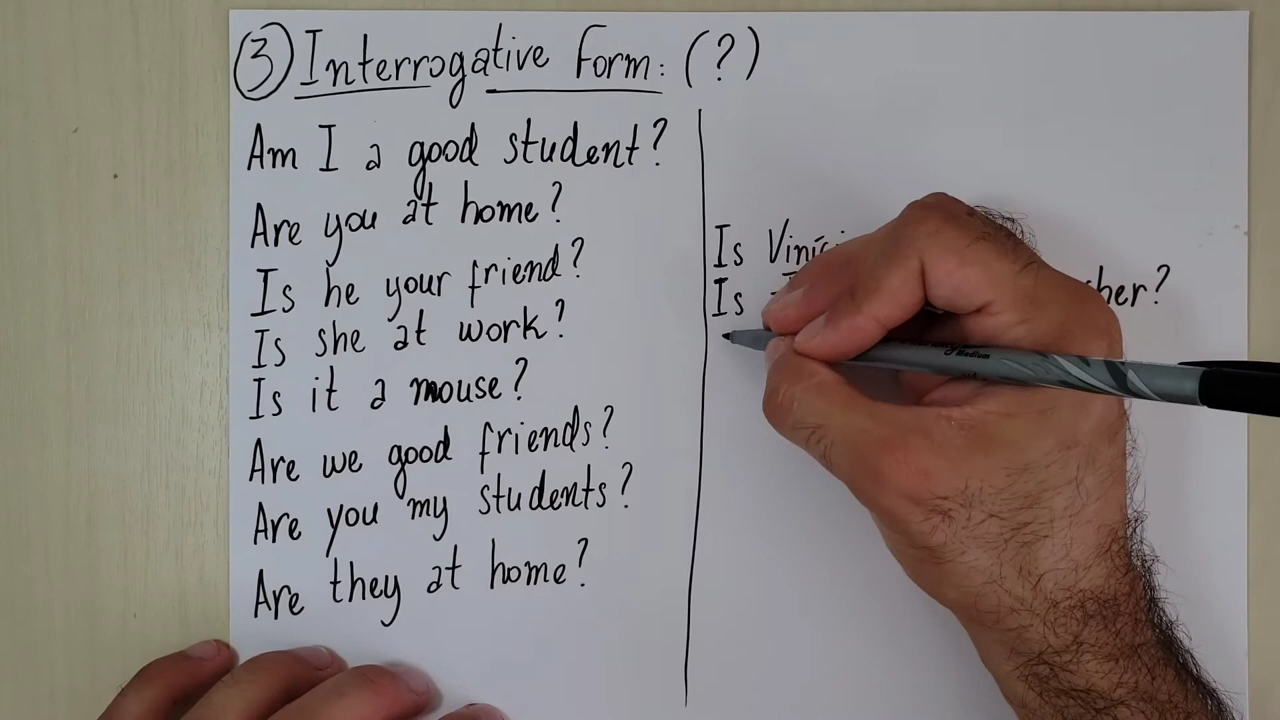 ③ Interrogative Form: (?)
Am I a good student?
Are you at home?
Is he your friend?
Is she at work?
Is it a mouse?
Are we good friends?
Are you my students?
Are they at home?
Is
Is
Medium